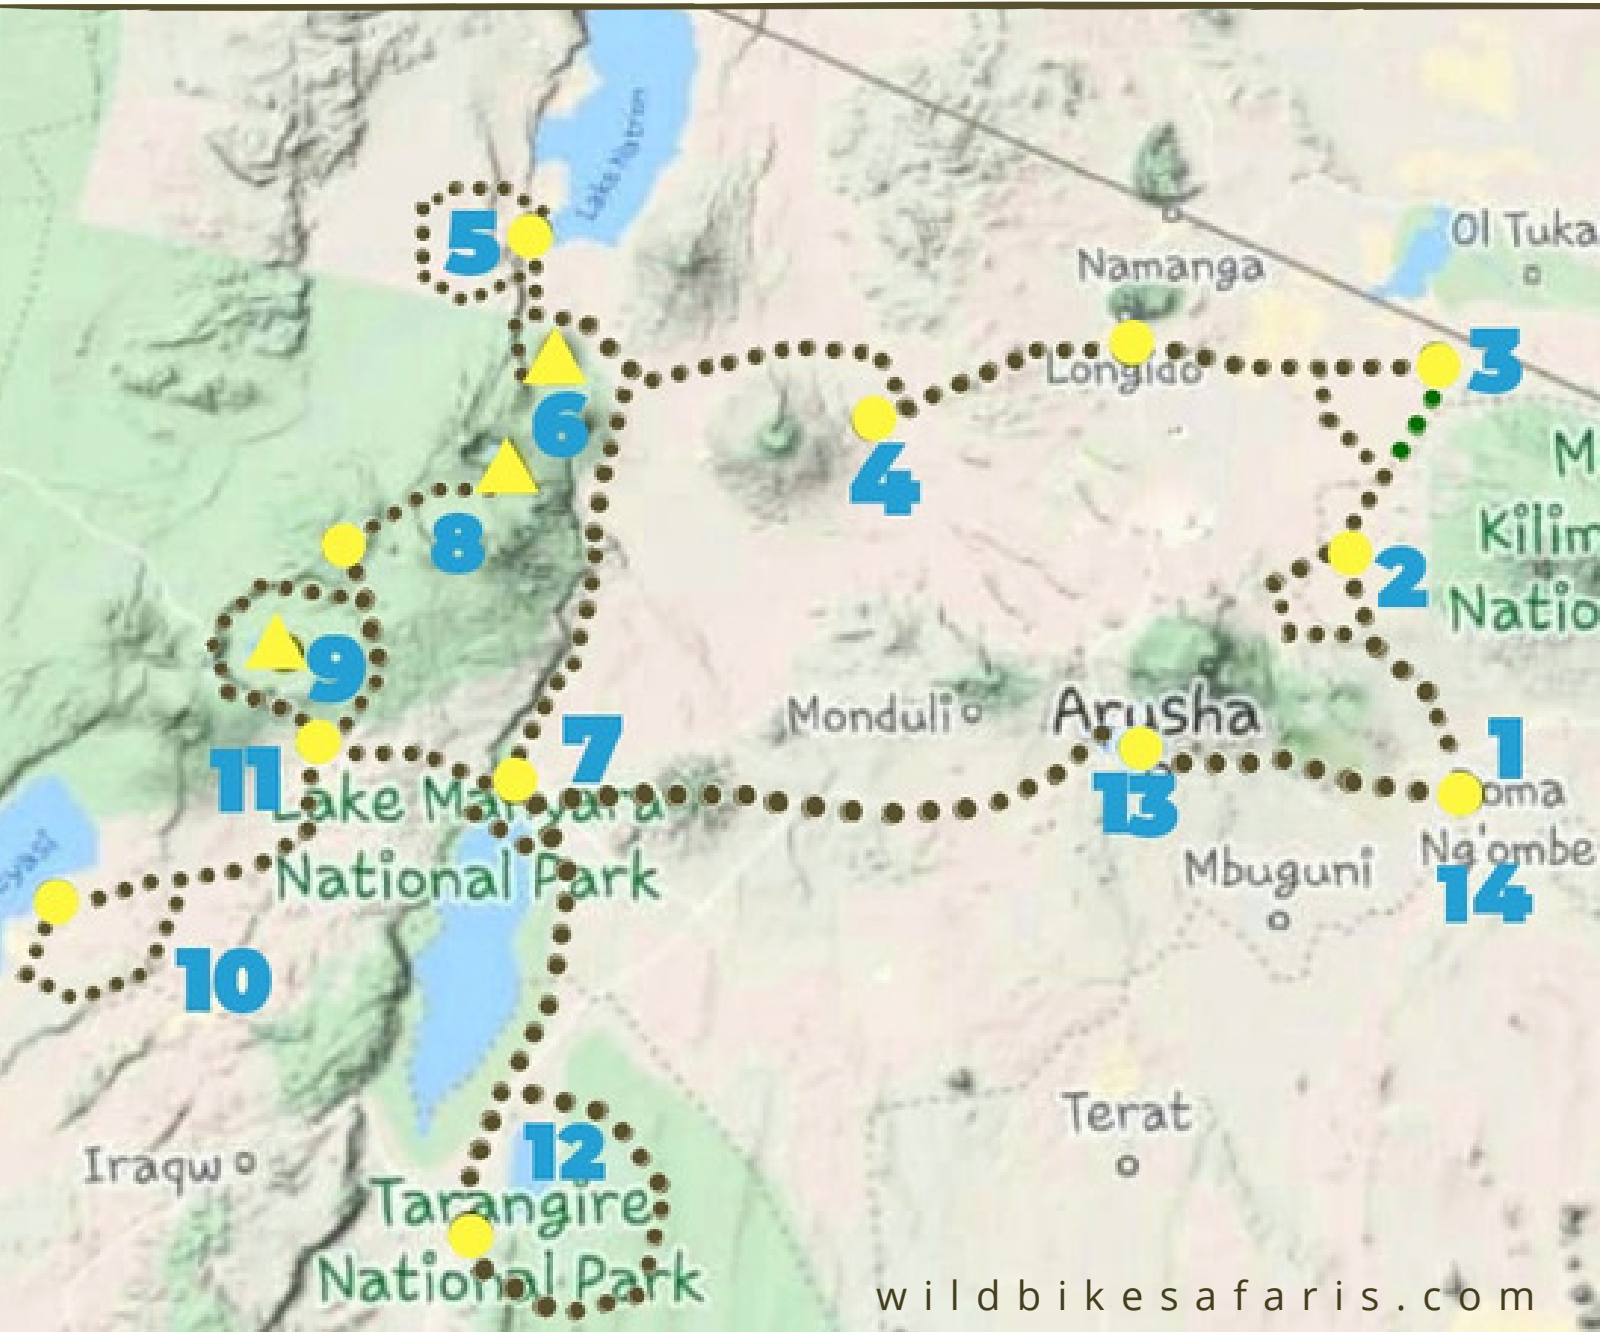 Lake Natron
5
Ol Tuka
Namanga
3
Longido
6
4
M
Kilim
8
2
Natio
9
Monduli
Arusha
7
1
11
13
oma
Lake Manyara
Ng'ombe
Mbuguni
National Park
14
eyasi
10
Terat
12
Iraqw
Tarangire
National Park
wildbikesafaris.com